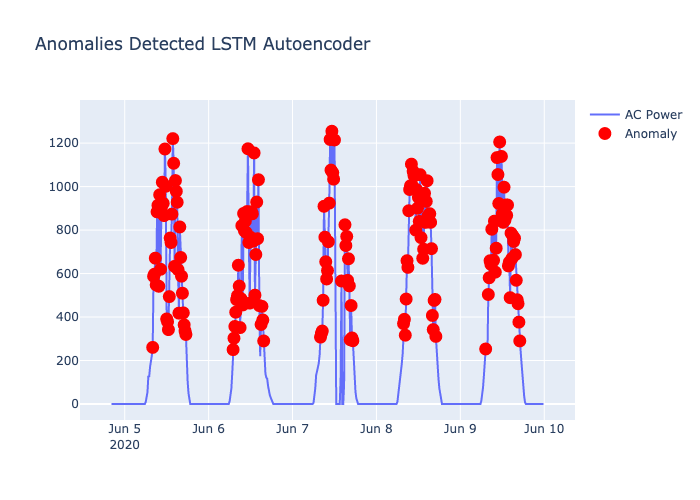 Anomalies Detected LSTM Autoencoder
AC Power
Anomaly
1200
1000
800
600
400
200
0
Jun 5
2020
Jun 6
Jun 7
Jun 8
Jun 9
Jun 10